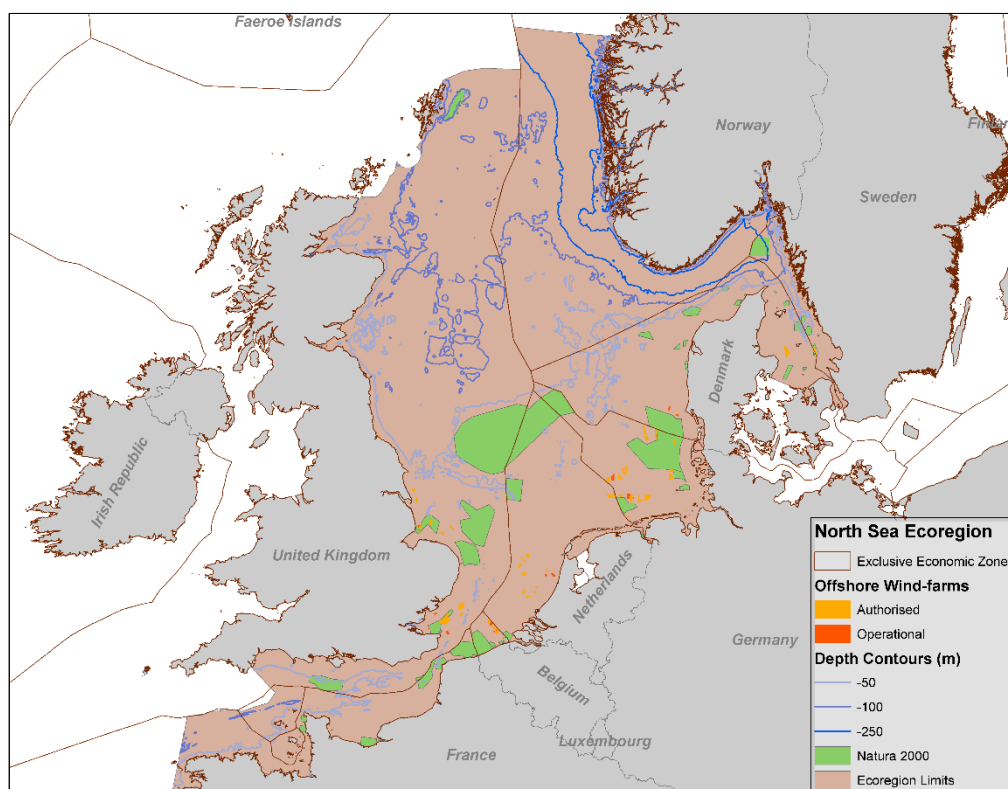 Faeroe Islands
Norway
Finlan
Sweden
Denmark
Irish Republic
United Kingdom
Netherlands
Germany
Belgium
Luxembourg
France
North Sea Ecoregion
Exclusive Economic Zone
Offshore Wind-farms
Authorised
Operational
Depth Contours (m)
-50
-100
-250
Natura 2000
Ecoregion Limits